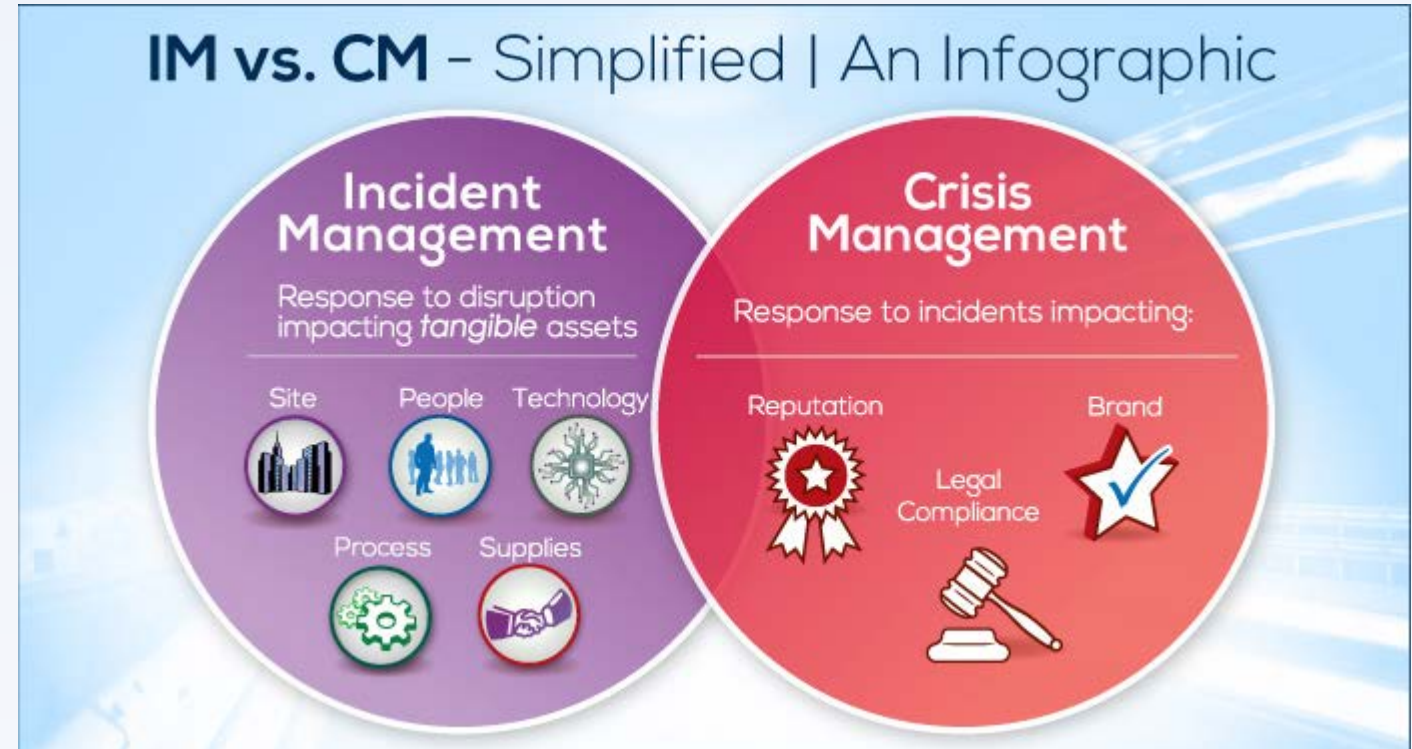 IM vs. CM - Simplified | An Infographic
Incident
Management
Response to disruption
impacting tangible assets
Site
People
Technology
Process
Supplies
Crisis
Management
Response to incidents impacting:
Reputation
Brand
Legal
Compliance